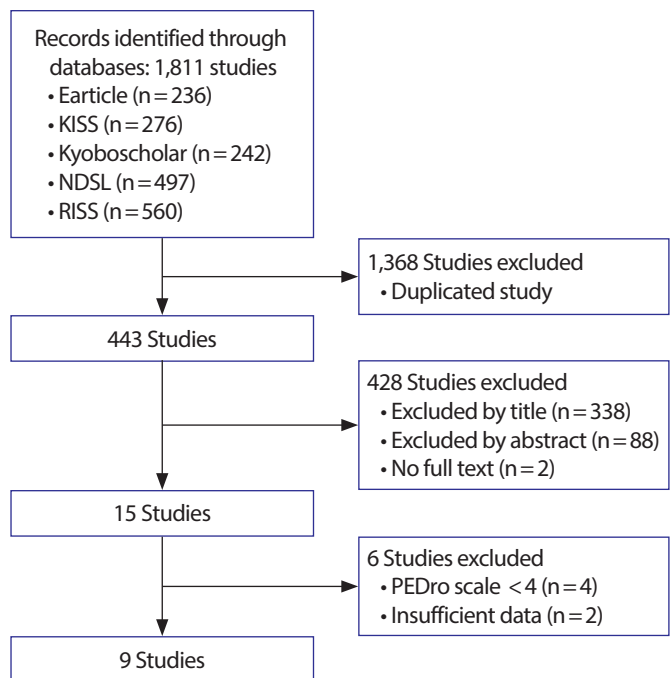 Records identified through
databases: 1,811 studies
• Earticle (n=236)
• KISS (n=276)
• Kyoboscholar (n=242)
• NDSL (n=497)
• RISS (n=560)
1,368 Studies excluded
• Duplicated study
443 Studies
428 Studies excluded
• Excluded by title (n=338)
• Excluded by abstract (n=88)
• No full text (n=2)
15 Studies
6 Studies excluded
• PEDro scale <4 (n=4)
• Insufficient data (n=2)
9 Studies